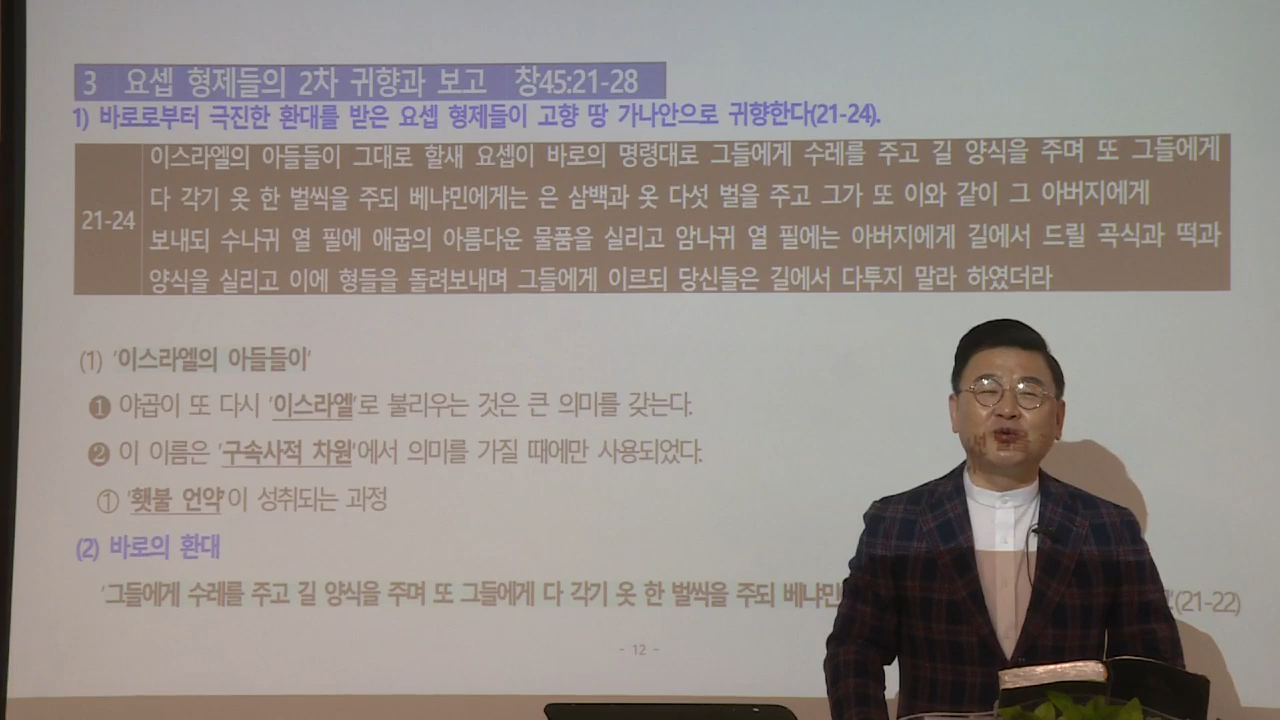 3 요셉 형제들의 2차 귀향과 보고 창45:21-28
1) 바로로부터 극진한 환대를 받은 요셉 형제들이 고향 땅 가나안으로 귀향한다(21-24).
21-24
이스라엘의 아들들이 그대로 할새 요셉이 바로의 명령대로 그들에게 수레를 주고 길 양식을 주며 또 그들에게
다 각기 옷 한 벌씩을 주되 베냐민에게는 은 삼백과 옷 다섯 벌을 주고 그가 또 이와 같이 그 아버지에게
보내되 수나귀 열 필에 애굽의 아름다운 물품을 실리고 암나귀 열 필에는 아버지에게 길에서 드릴 곡식과 떡과
양식을 실리고 이에 형들을 돌려보내며 그들에게 이르되 당신들은 길에서 다투지 말라 하였더라
(1) '이스라엘의 아들들이'
❶ 야곱이 또 다시 '이스라엘'로 불리우는 것은 큰 의미를 갖는다.
❷ 이 이름은 '구속사적 차원'에서 의미를 가질 때에만 사용되었다.
① '횃불 언약'이 성취되는 과정
(2) 바로의 환대
'그들에게 수레를 주고 길 양식을 주며 또 그들에게 다 각기 옷 한 벌씩을 주되 베냐민 '(21-22)
- 12 -